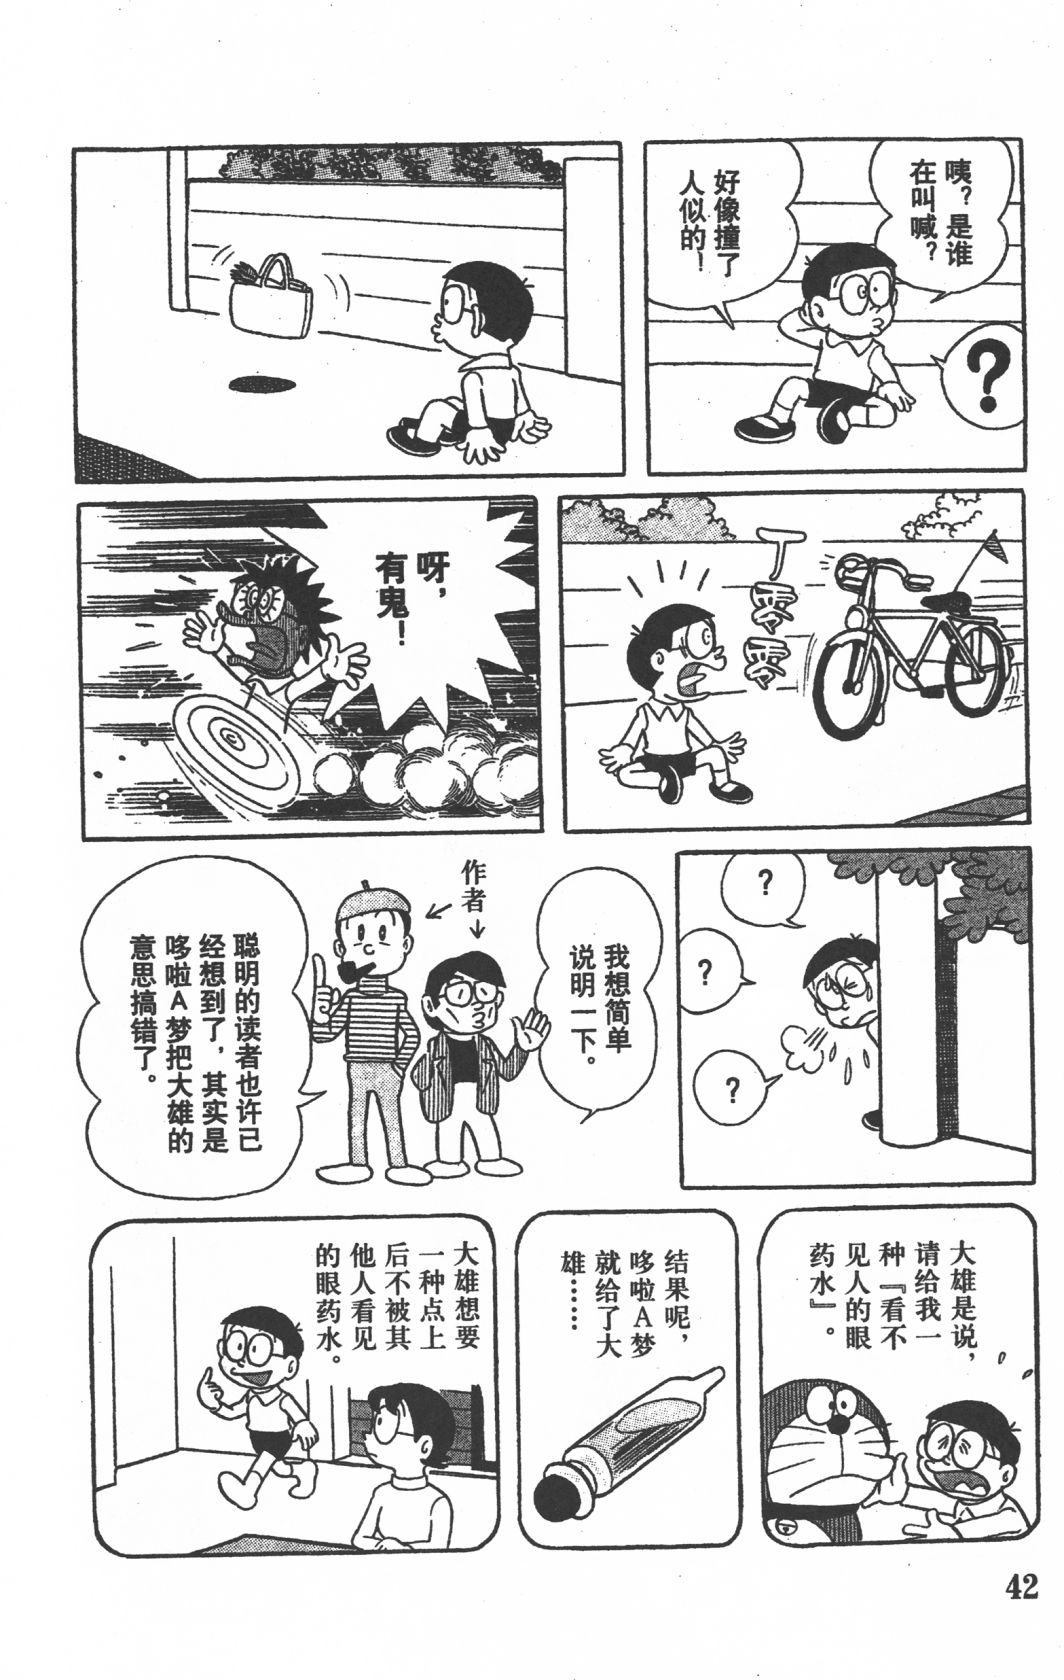 咦？是谁
在叫喊？
好像撞了
人似的！
？
丁零零
呀，
有鬼！
？
？
？
我想简单
说明一下。
作者
聪明的读者也许已
经想到了，其实是
哆啦A梦把大雄的
意思搞错了。
大雄是说，
请给我一
种『看不
见人的眼
药水』。
结果呢，
哆啦A梦
就给了大
雄……
大雄想要
一种点上
后不被其
他人看见
的眼药水。
42